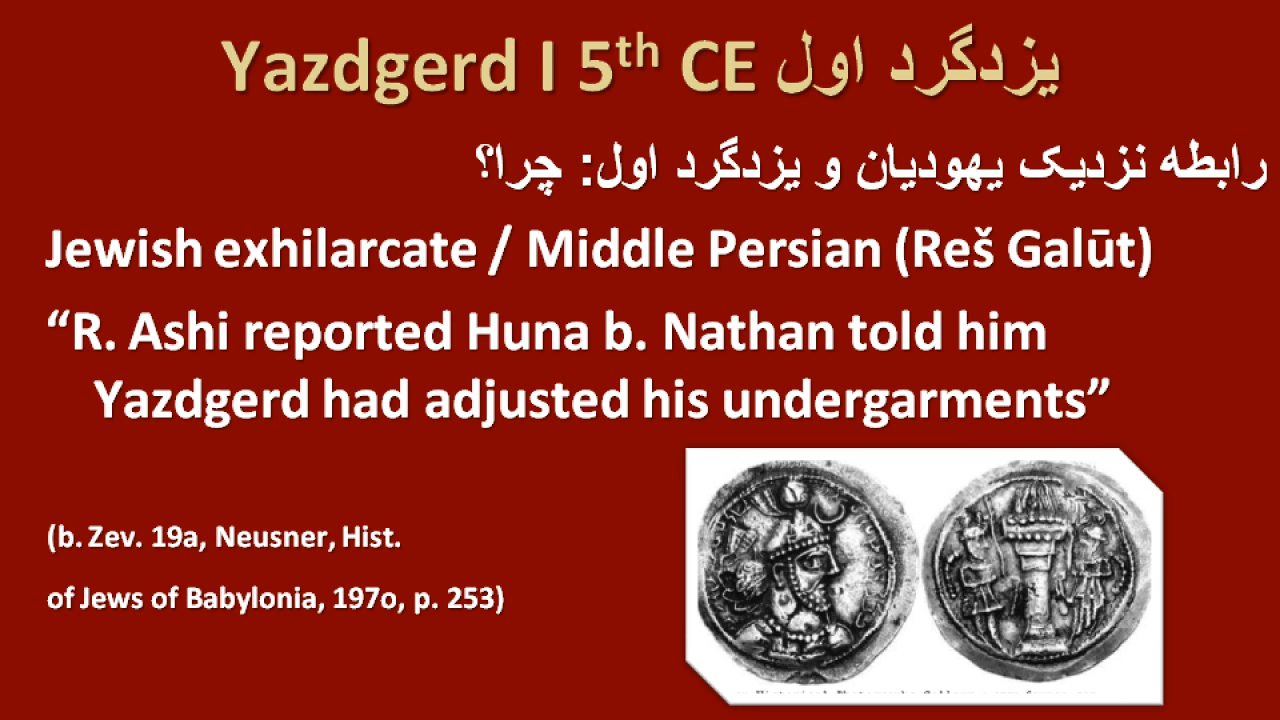 Yazdgerd I 5th CE یزدگرد اول
رابطه نزدیک یهودیان و یزدگرد اول: چرا؟
Jewish exhilarcate / Middle Persian (Reš Galūt)
“R. Ashi reported Huna b. Nathan told him
Yazdgerd had adjusted his undergarments”
(b. Zev. 19a, Neusner, Hist.
of Jews of Babylonia, 197o, p. 253)